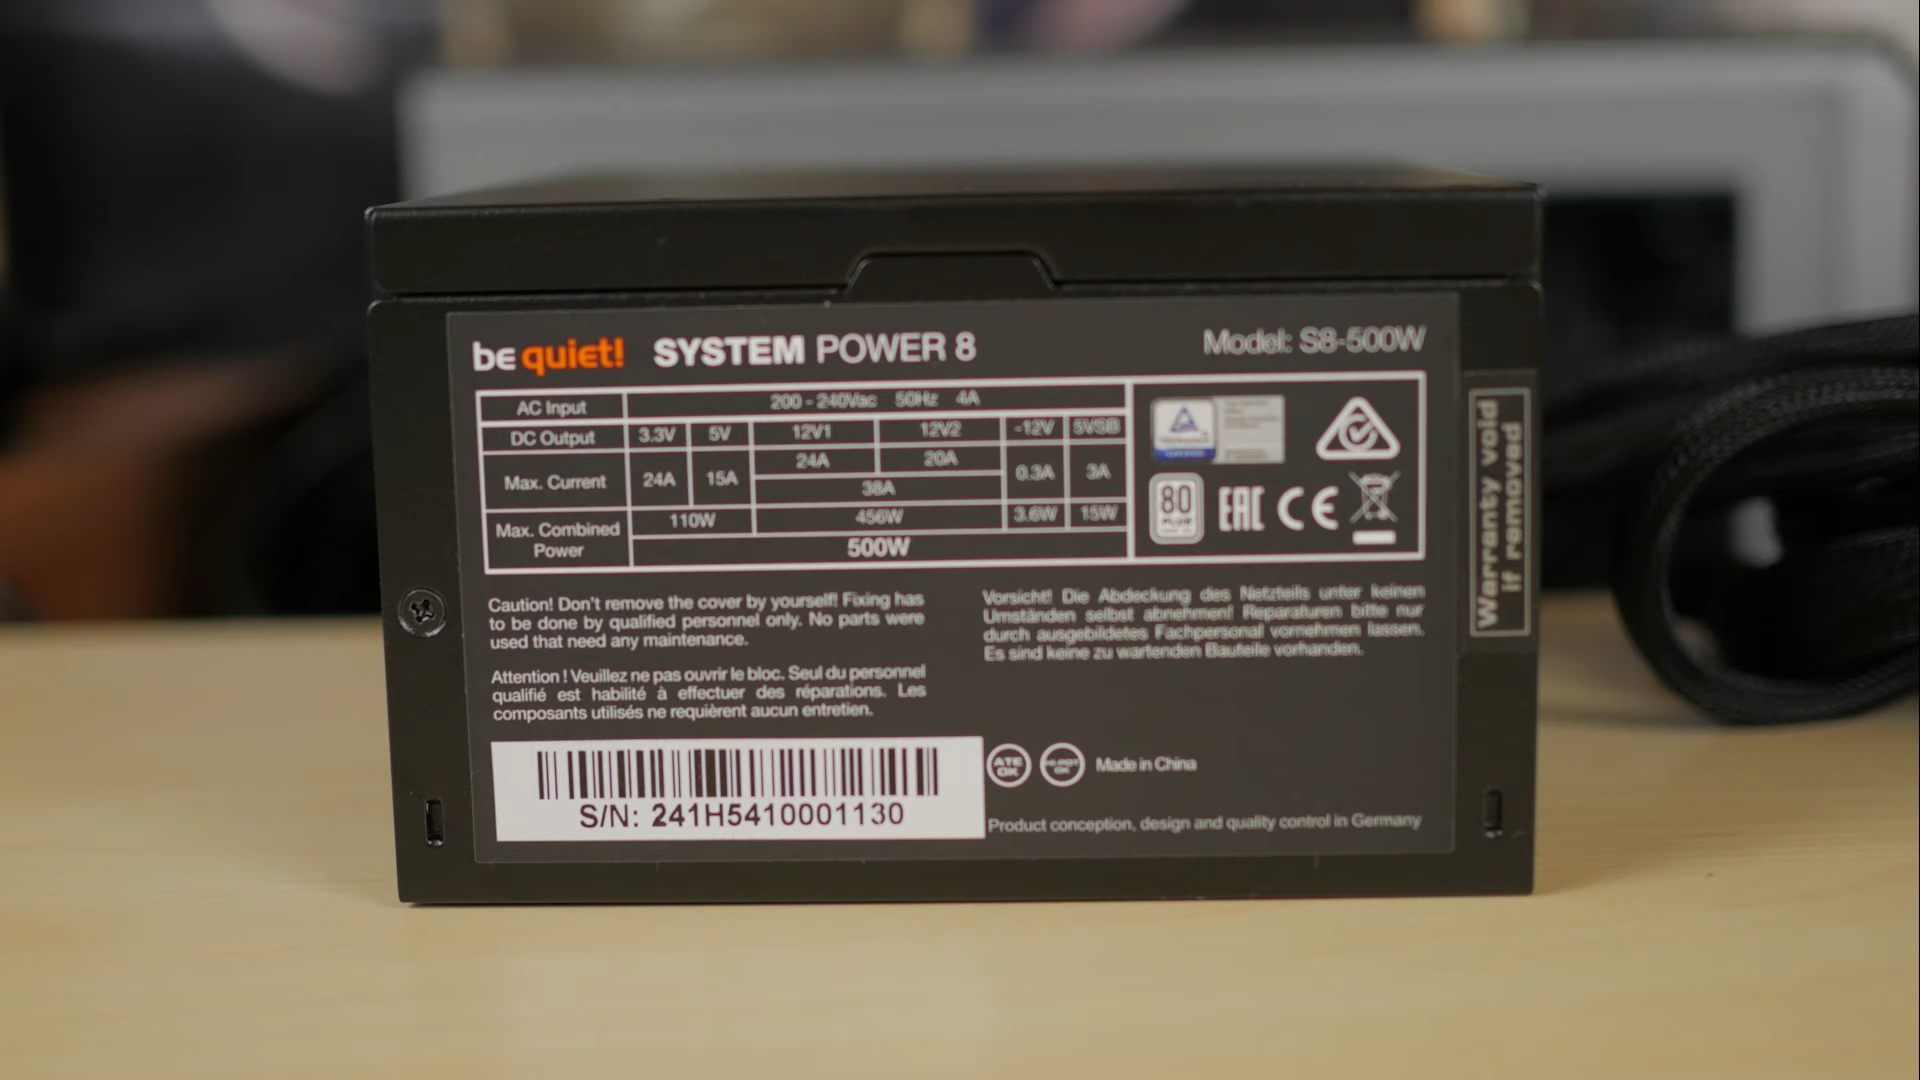 be quiet! SYSTEM POWER 8
Model: S8-500W
AC Input 200 - 240Vac 50Hz 4A
DC Output 3.3V 5V 12V1 12V2 -12V 5VSB
Max. Current 24A 15A 24A 20A 0.3A 3A
38A
Max. Combined Power 110W 456W 3.6W 15W
500W
80 PLUS
EAC CE
Warranty void
if removed
Caution! Don't remove the cover by yourself! Fixing has
to be done by qualified personnel only. No parts were
used that need any maintenance.
Attention ! Veuillez ne pas ouvrir le bloc. Seul du personnel
qualifié est habilité à effectuer des réparations. Les
composants utilisés ne requièrent aucun entretien.
Vorsicht! Die Abdeckung des Netzteils unter keinen
Umständen selbst abnehmen! Reparaturen bitte nur
durch ausgebildetes Fachpersonal vornehmen lassen.
Es sind keine zu wartenden Bauteile vorhanden.
S/N: 241H5410001130
ATE OK
Made in China
Product conception, design and quality control in Germany